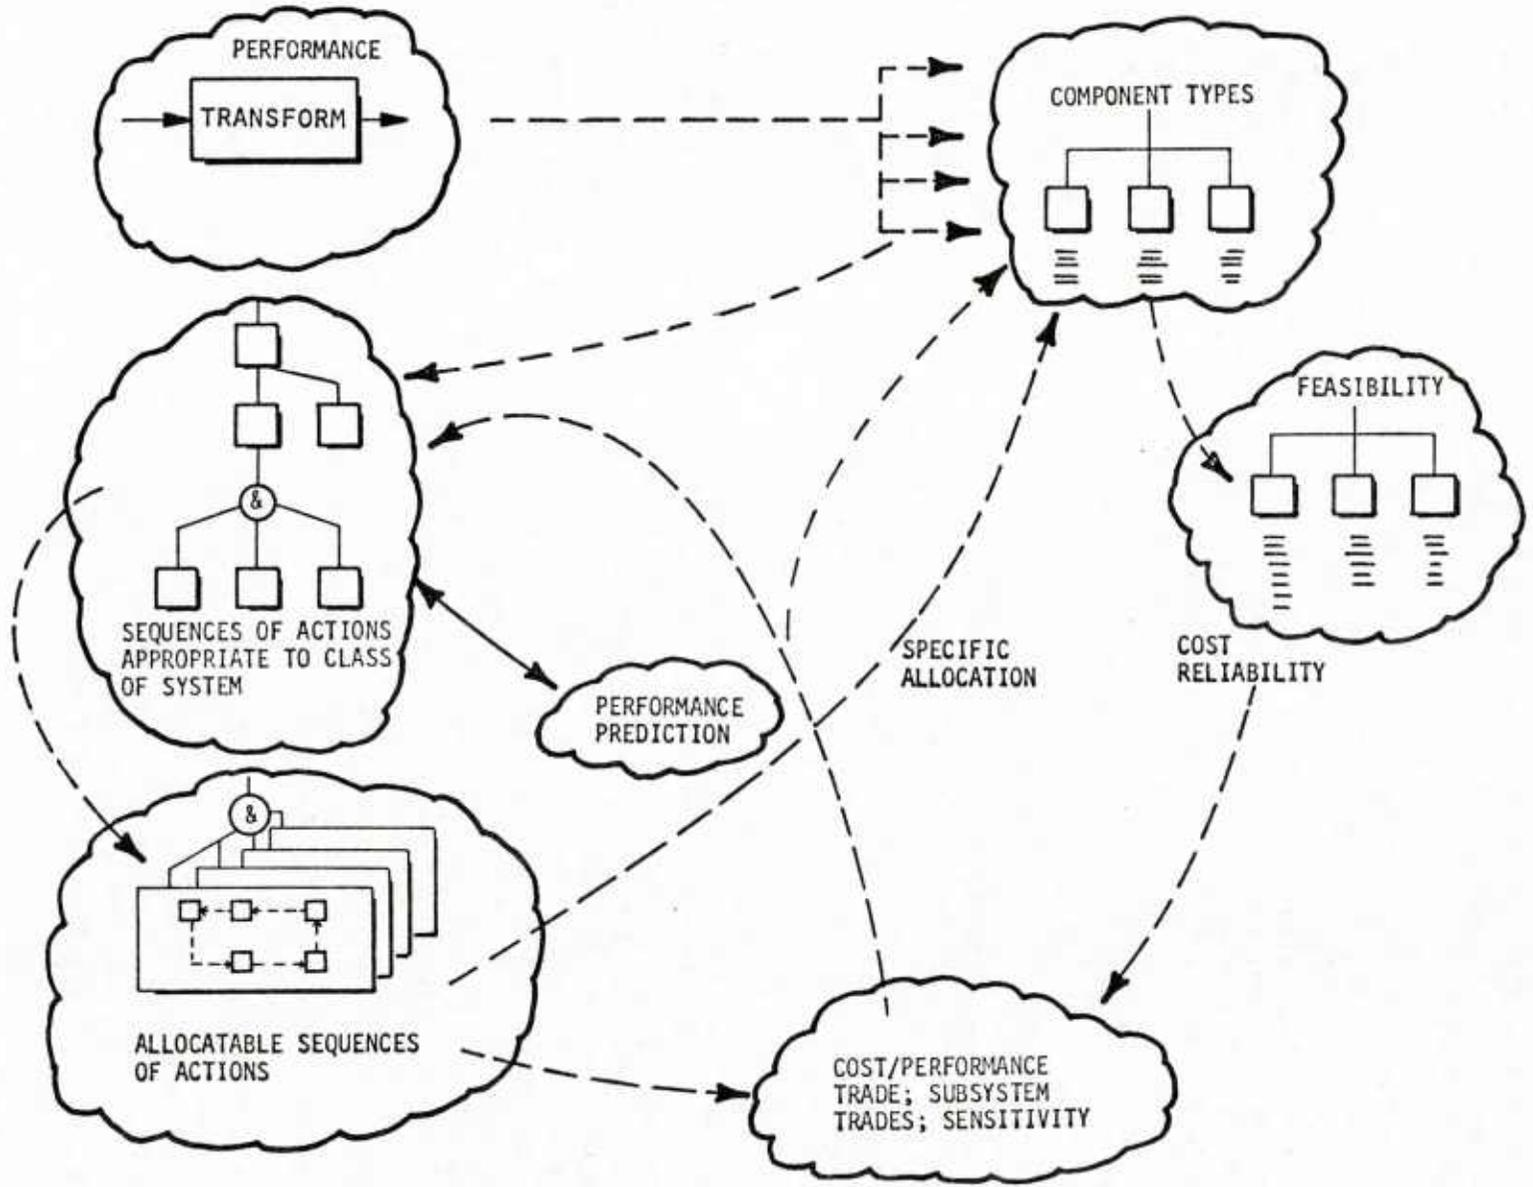 PERFORMANCE
TRANSFORM
COMPONENT TYPES
FEASIBILITY
&
SEQUENCES OF ACTIONS
APPROPRIATE TO CLASS
OF SYSTEM
PERFORMANCE
PREDICTION
SPECIFIC
ALLOCATION
COST
RELIABILITY
&
ALLOCATABLE SEQUENCES
OF ACTIONS
COST/PERFORMANCE
TRADE; SUBSYSTEM
TRADES; SENSITIVITY